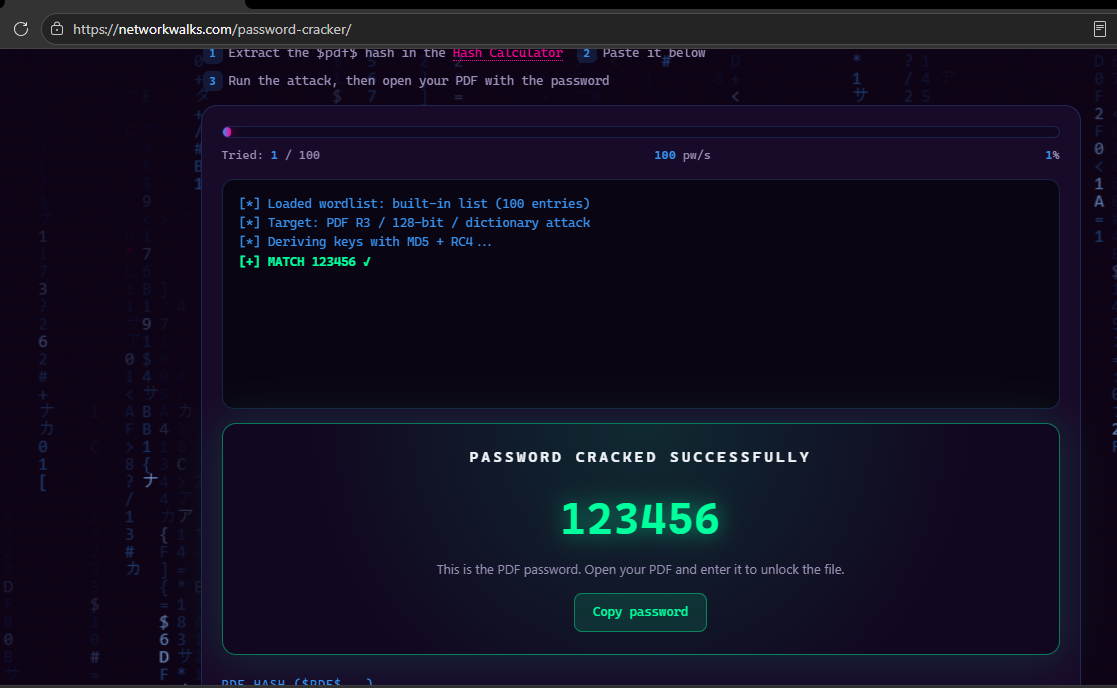 https://networkwalks.com/password-cracker/
1 Extract the $pdf$ hash in the Hash Calculator 2 Paste it below
3 Run the attack, then open your PDF with the password
Tried: 1 / 100 100 pw/s 1%
[*] Loaded wordlist: built-in list (100 entries)
[*] Target: PDF R3 / 128-bit / dictionary attack
[*] Deriving keys with MD5 + RC4...
[+] MATCH 123456 ✓
PASSWORD CRACKED SUCCESSFULLY
123456
This is the PDF password. Open your PDF and enter it to unlock the file.
Copy password
PDF HASH ($PDF$...)